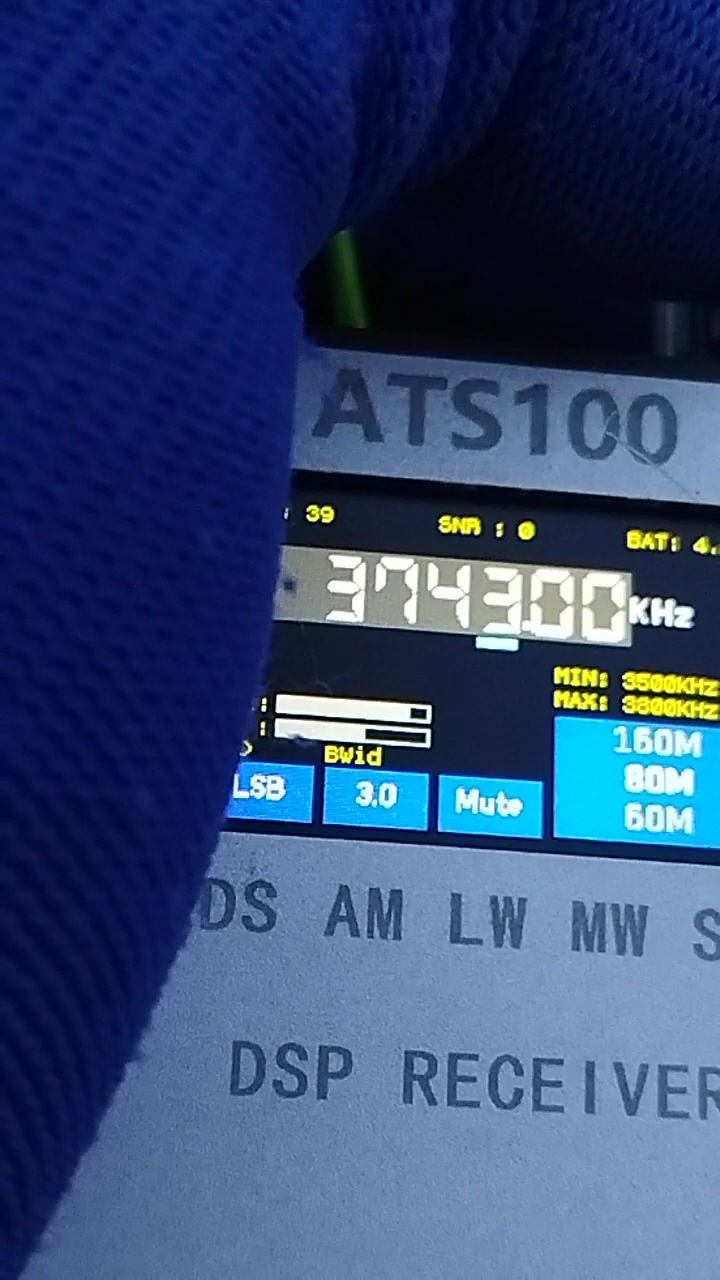 ATS100
: 39 SNR : 0 BAT: 4.
3743.00 KHz
MIN: 3500KHz
MAX: 3800KHz
BWid
LSB 3.0 Mute
160M
80M
60M
DS AM LW MW S
DSP RECEIVER